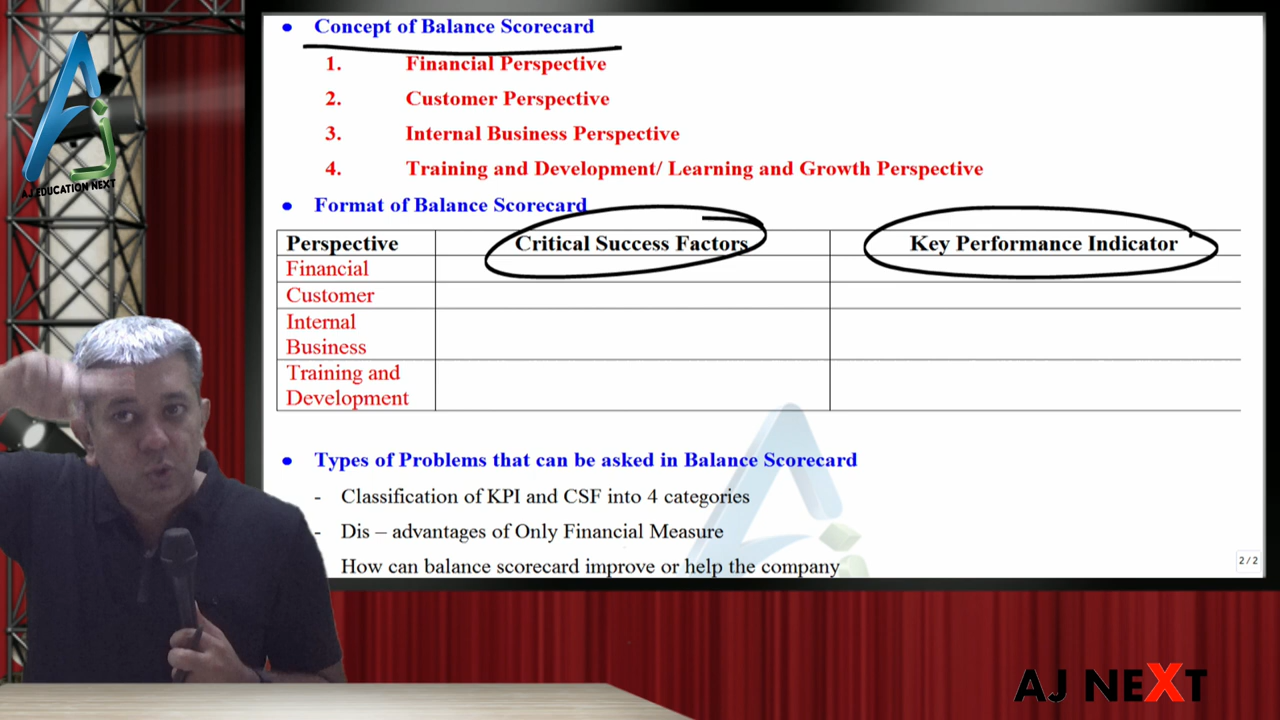 • Concept of Balance Scorecard
1. Financial Perspective
2. Customer Perspective
3. Internal Business Perspective
4. Training and Development/ Learning and Growth Perspective
• Format of Balance Scorecard
Perspective Critical Success Factors Key Performance Indicator
Financial
Customer
Internal
Business
Training and
Development
• Types of Problems that can be asked in Balance Scorecard
- Classification of KPI and CSF into 4 categories
- Dis – advantages of Only Financial Measure
How can balance scorecard improve or help the company
2/2
AJ EDUCATION NEXT
AJ NEXT